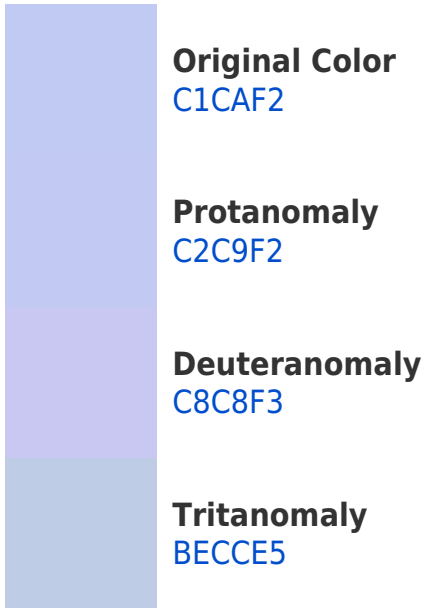 Original Color
C1CAF2
Protanomaly
C2C9F2
Deuteranomaly
C8C8F3
Tritanomaly
BECCE5